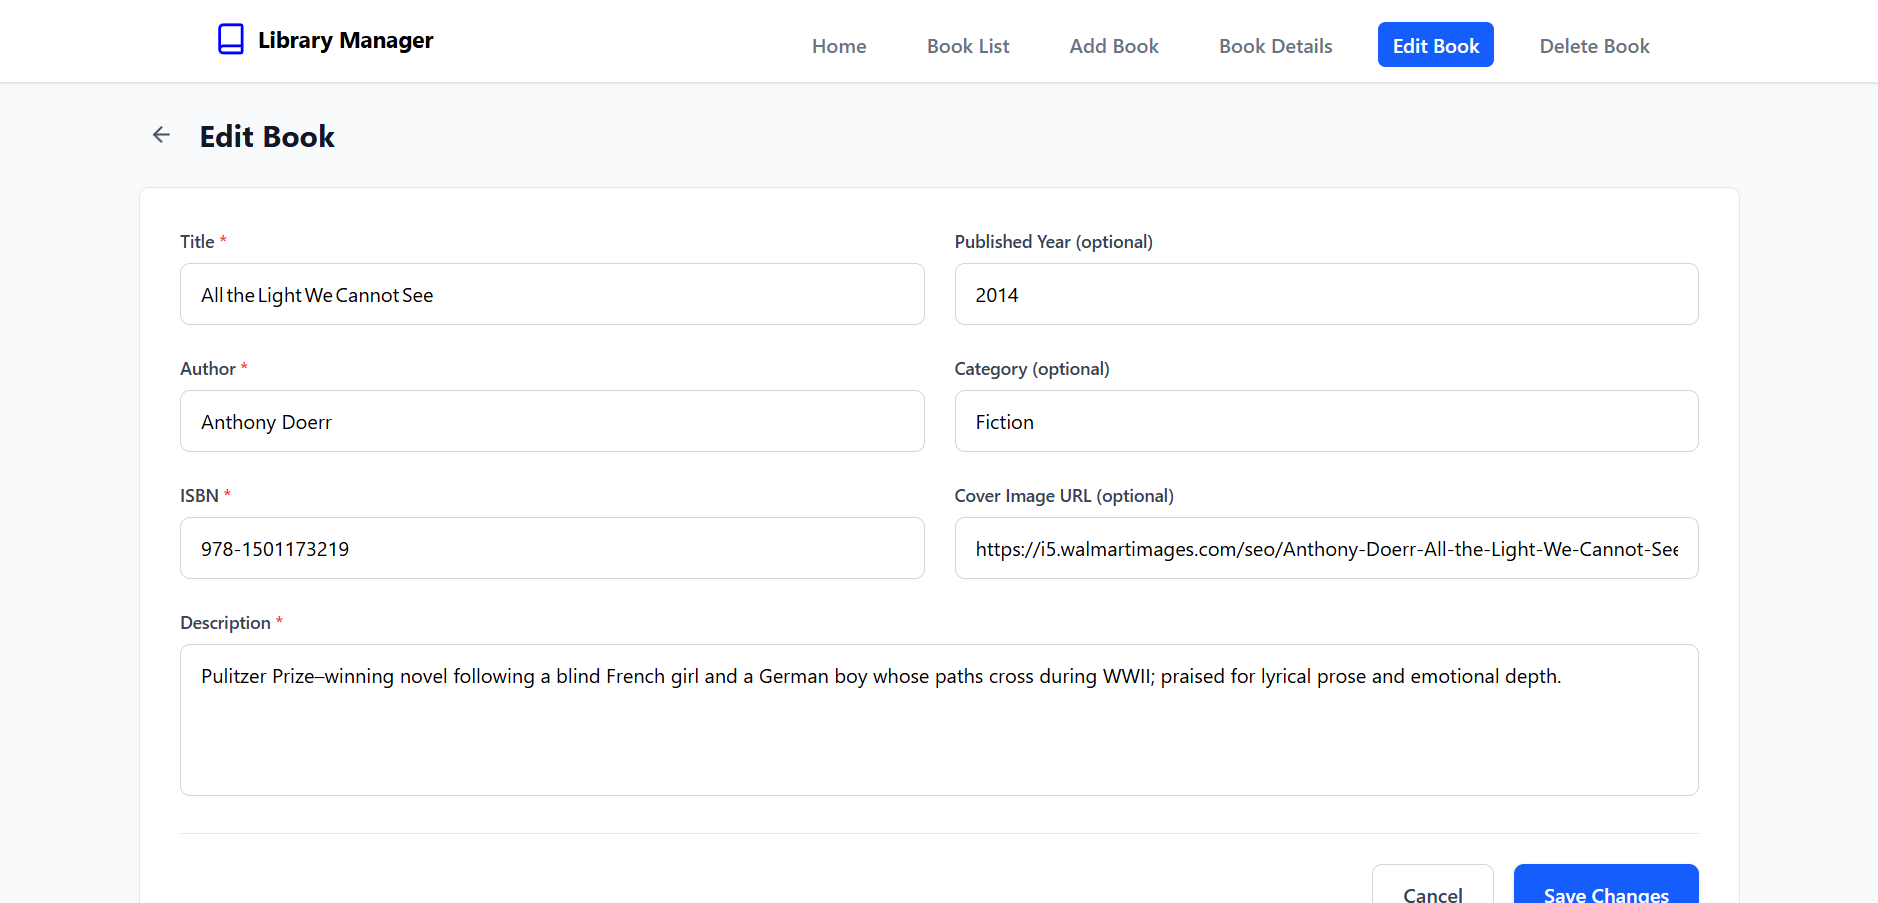 Library Manager
Home Book List Add Book Book Details Edit Book Delete Book
Edit Book
Title *
All the Light We Cannot See
Published Year (optional)
2014
Author *
Anthony Doerr
Category (optional)
Fiction
ISBN *
978-1501173219
Cover Image URL (optional)
https://i5.walmartimages.com/seo/Anthony-Doerr-All-the-Light-We-Cannot-See
Description *
Pulitzer Prize–winning novel following a blind French girl and a German boy whose paths cross during WWII; praised for lyrical prose and emotional depth.
Cancel Save Changes